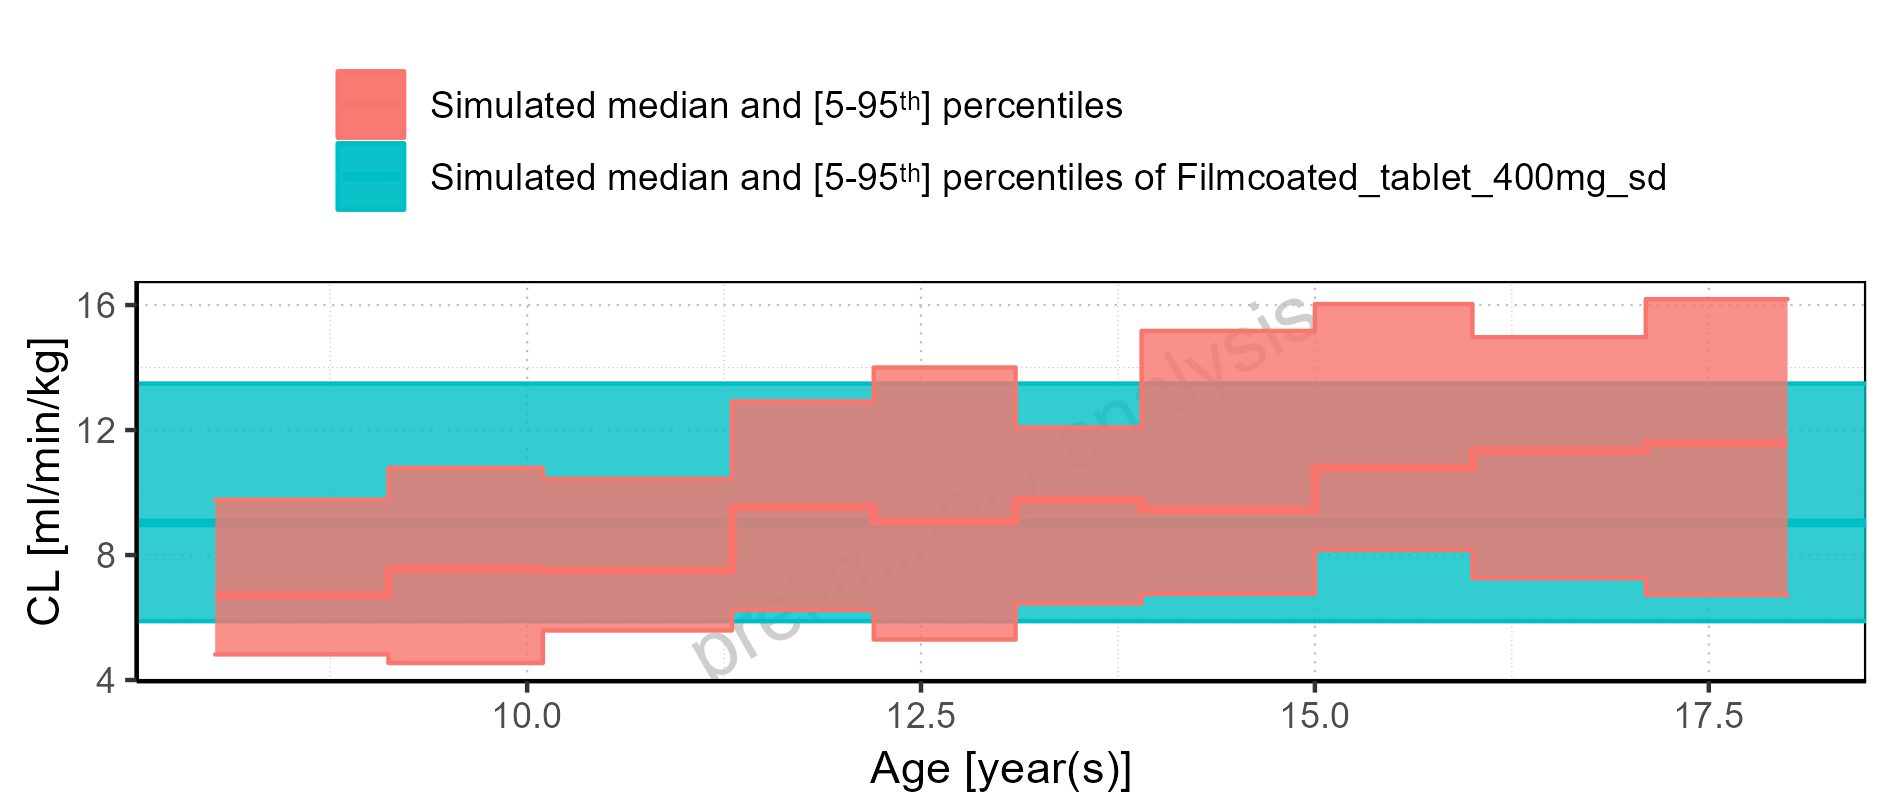 Simulated median and [5-95ᵗʰ] percentiles
Simulated median and [5-95ᵗʰ] percentiles of Filmcoated_tablet_400mg_sd
16
12
8
4
CL [ml/min/kg]
preliminary analysis
10.0 12.5 15.0 17.5
Age [year(s)]